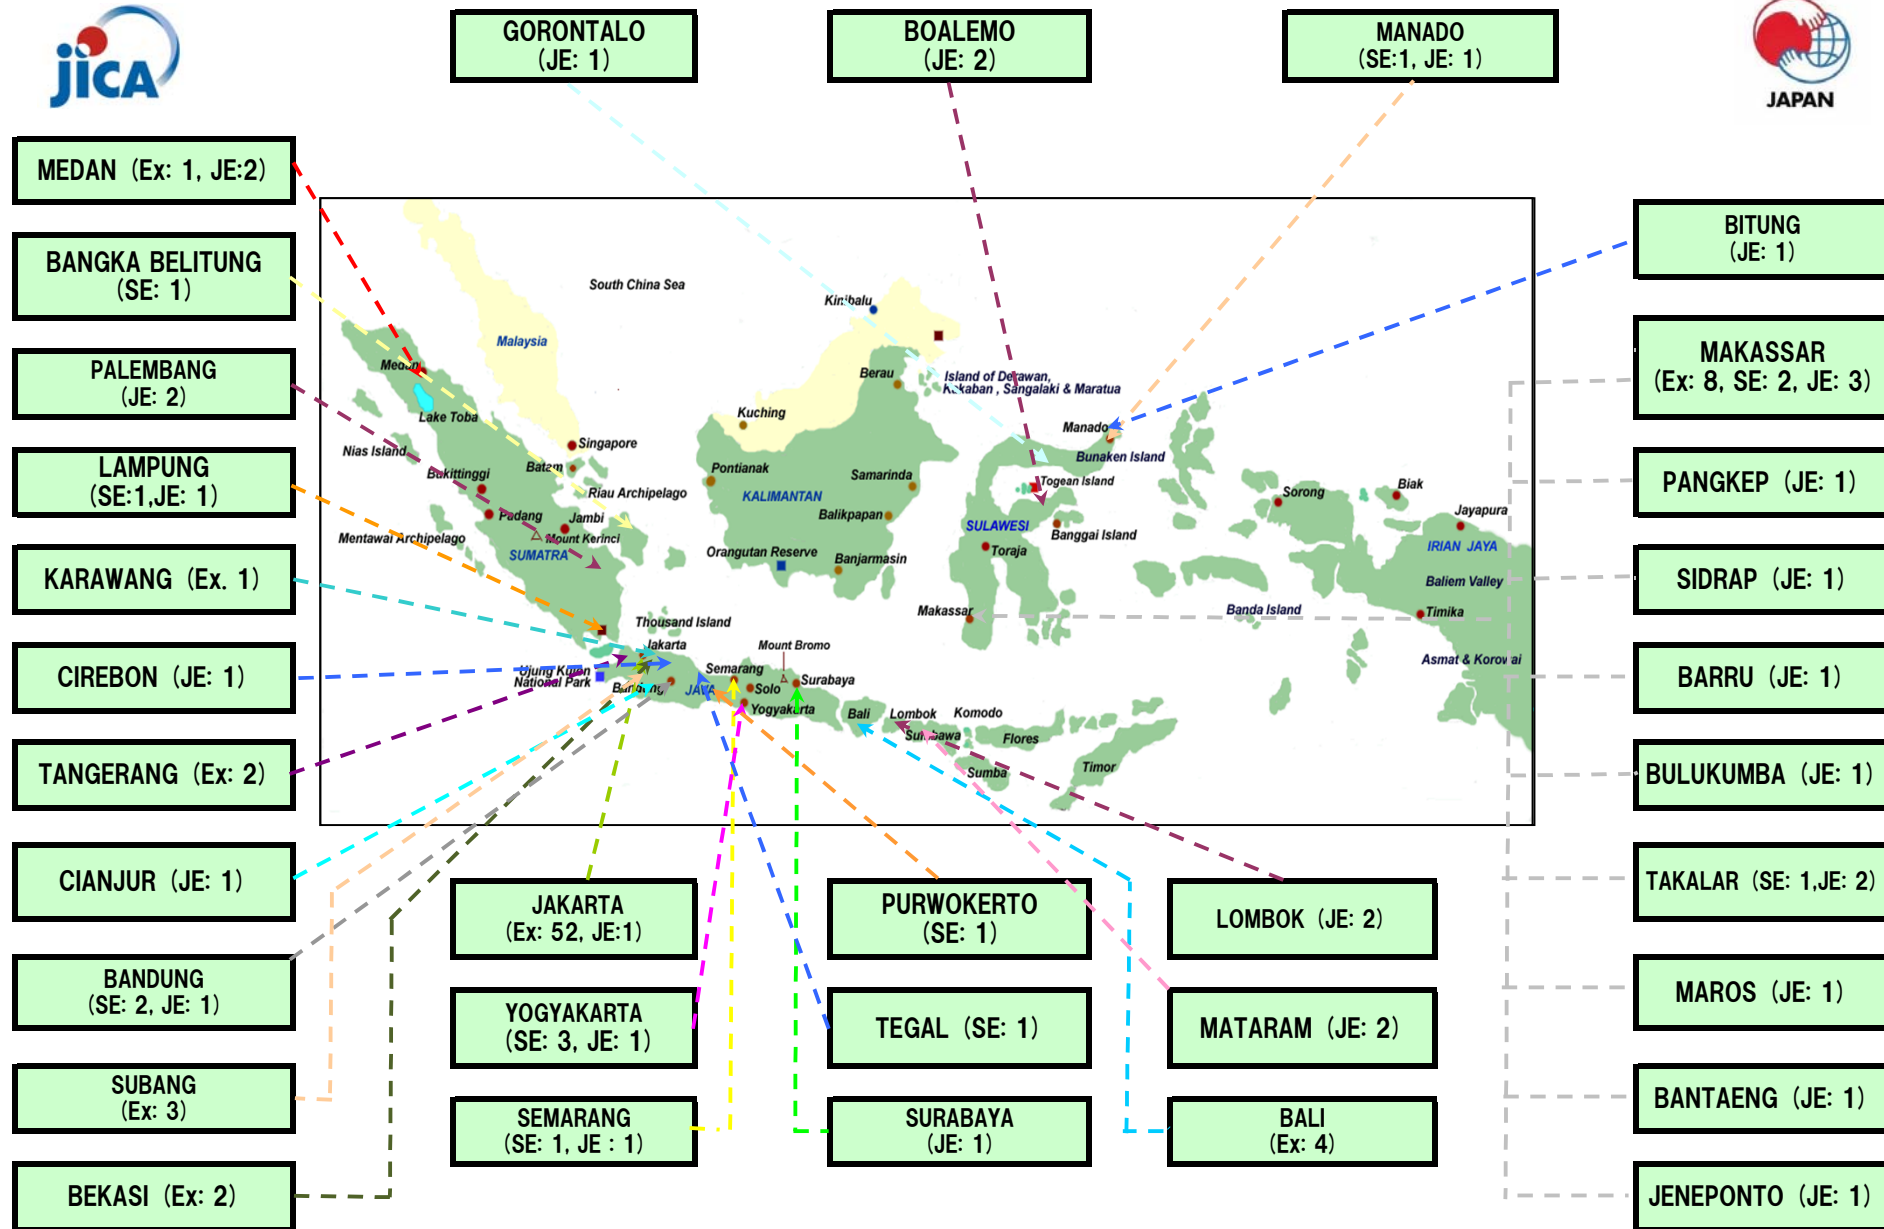 jica
GORONTALO
(JE: 1)
BOALEMO
(JE: 2)
MANADO
(SE:1, JE: 1)
JAPAN
MEDAN (Ex: 1, JE:2)
BANGKA BELITUNG
(SE: 1)
PALEMBANG
(JE: 2)
LAMPUNG
(SE:1,JE: 1)
KARAWANG (Ex. 1)
CIREBON (JE: 1)
TANGERANG (Ex: 2)
CIANJUR (JE: 1)
BANDUNG
(SE: 2, JE: 1)
SUBANG
(Ex: 3)
BEKASI (Ex: 2)
South China Sea
Kinibalu
Malaysia
Medan
Lake Toba
Nias Island
Singapore
Batam
Bukittinggi
Riau Archipelago
Padang
Jambi
Mount Kerinci
Mentawai Archipelago
SUMATRA
Berau
Island of Derawan,
Kakaban , Sangalaki & Maratua
Kuching
Pontianak
KALIMANTAN
Samarinda
Balikpapan
Orangutan Reserve
Banjarmasin
Manado
Bunaken Island
Togean Island
SULAWESI
Banggai Island
Toraja
Makassar
Sorong
Biak
Jayapura
IRIAN JAYA
Baliem Valley
Banda Island
Timika
Asmat & Korowai
Thousand Island
Jakarta
Ujung Kulon
National Park
Bandung
JAVA
Semarang
Mount Bromo
Solo
Surabaya
Yogyakarta
Bali
Lombok
Komodo
Sumbawa
Flores
Sumba
Timor
JAKARTA
(Ex: 52, JE:1)
YOGYAKARTA
(SE: 3, JE: 1)
SEMARANG
(SE: 1, JE : 1)
PURWOKERTO
(SE: 1)
TEGAL (SE: 1)
SURABAYA
(JE: 1)
LOMBOK (JE: 2)
MATARAM (JE: 2)
BALI
(Ex: 4)
BITUNG
(JE: 1)
MAKASSAR
(Ex: 8, SE: 2, JE: 3)
PANGKEP (JE: 1)
SIDRAP (JE: 1)
BARRU (JE: 1)
BULUKUMBA (JE: 1)
TAKALAR (SE: 1,JE: 2)
MAROS (JE: 1)
BANTAENG (JE: 1)
JENEPONTO (JE: 1)